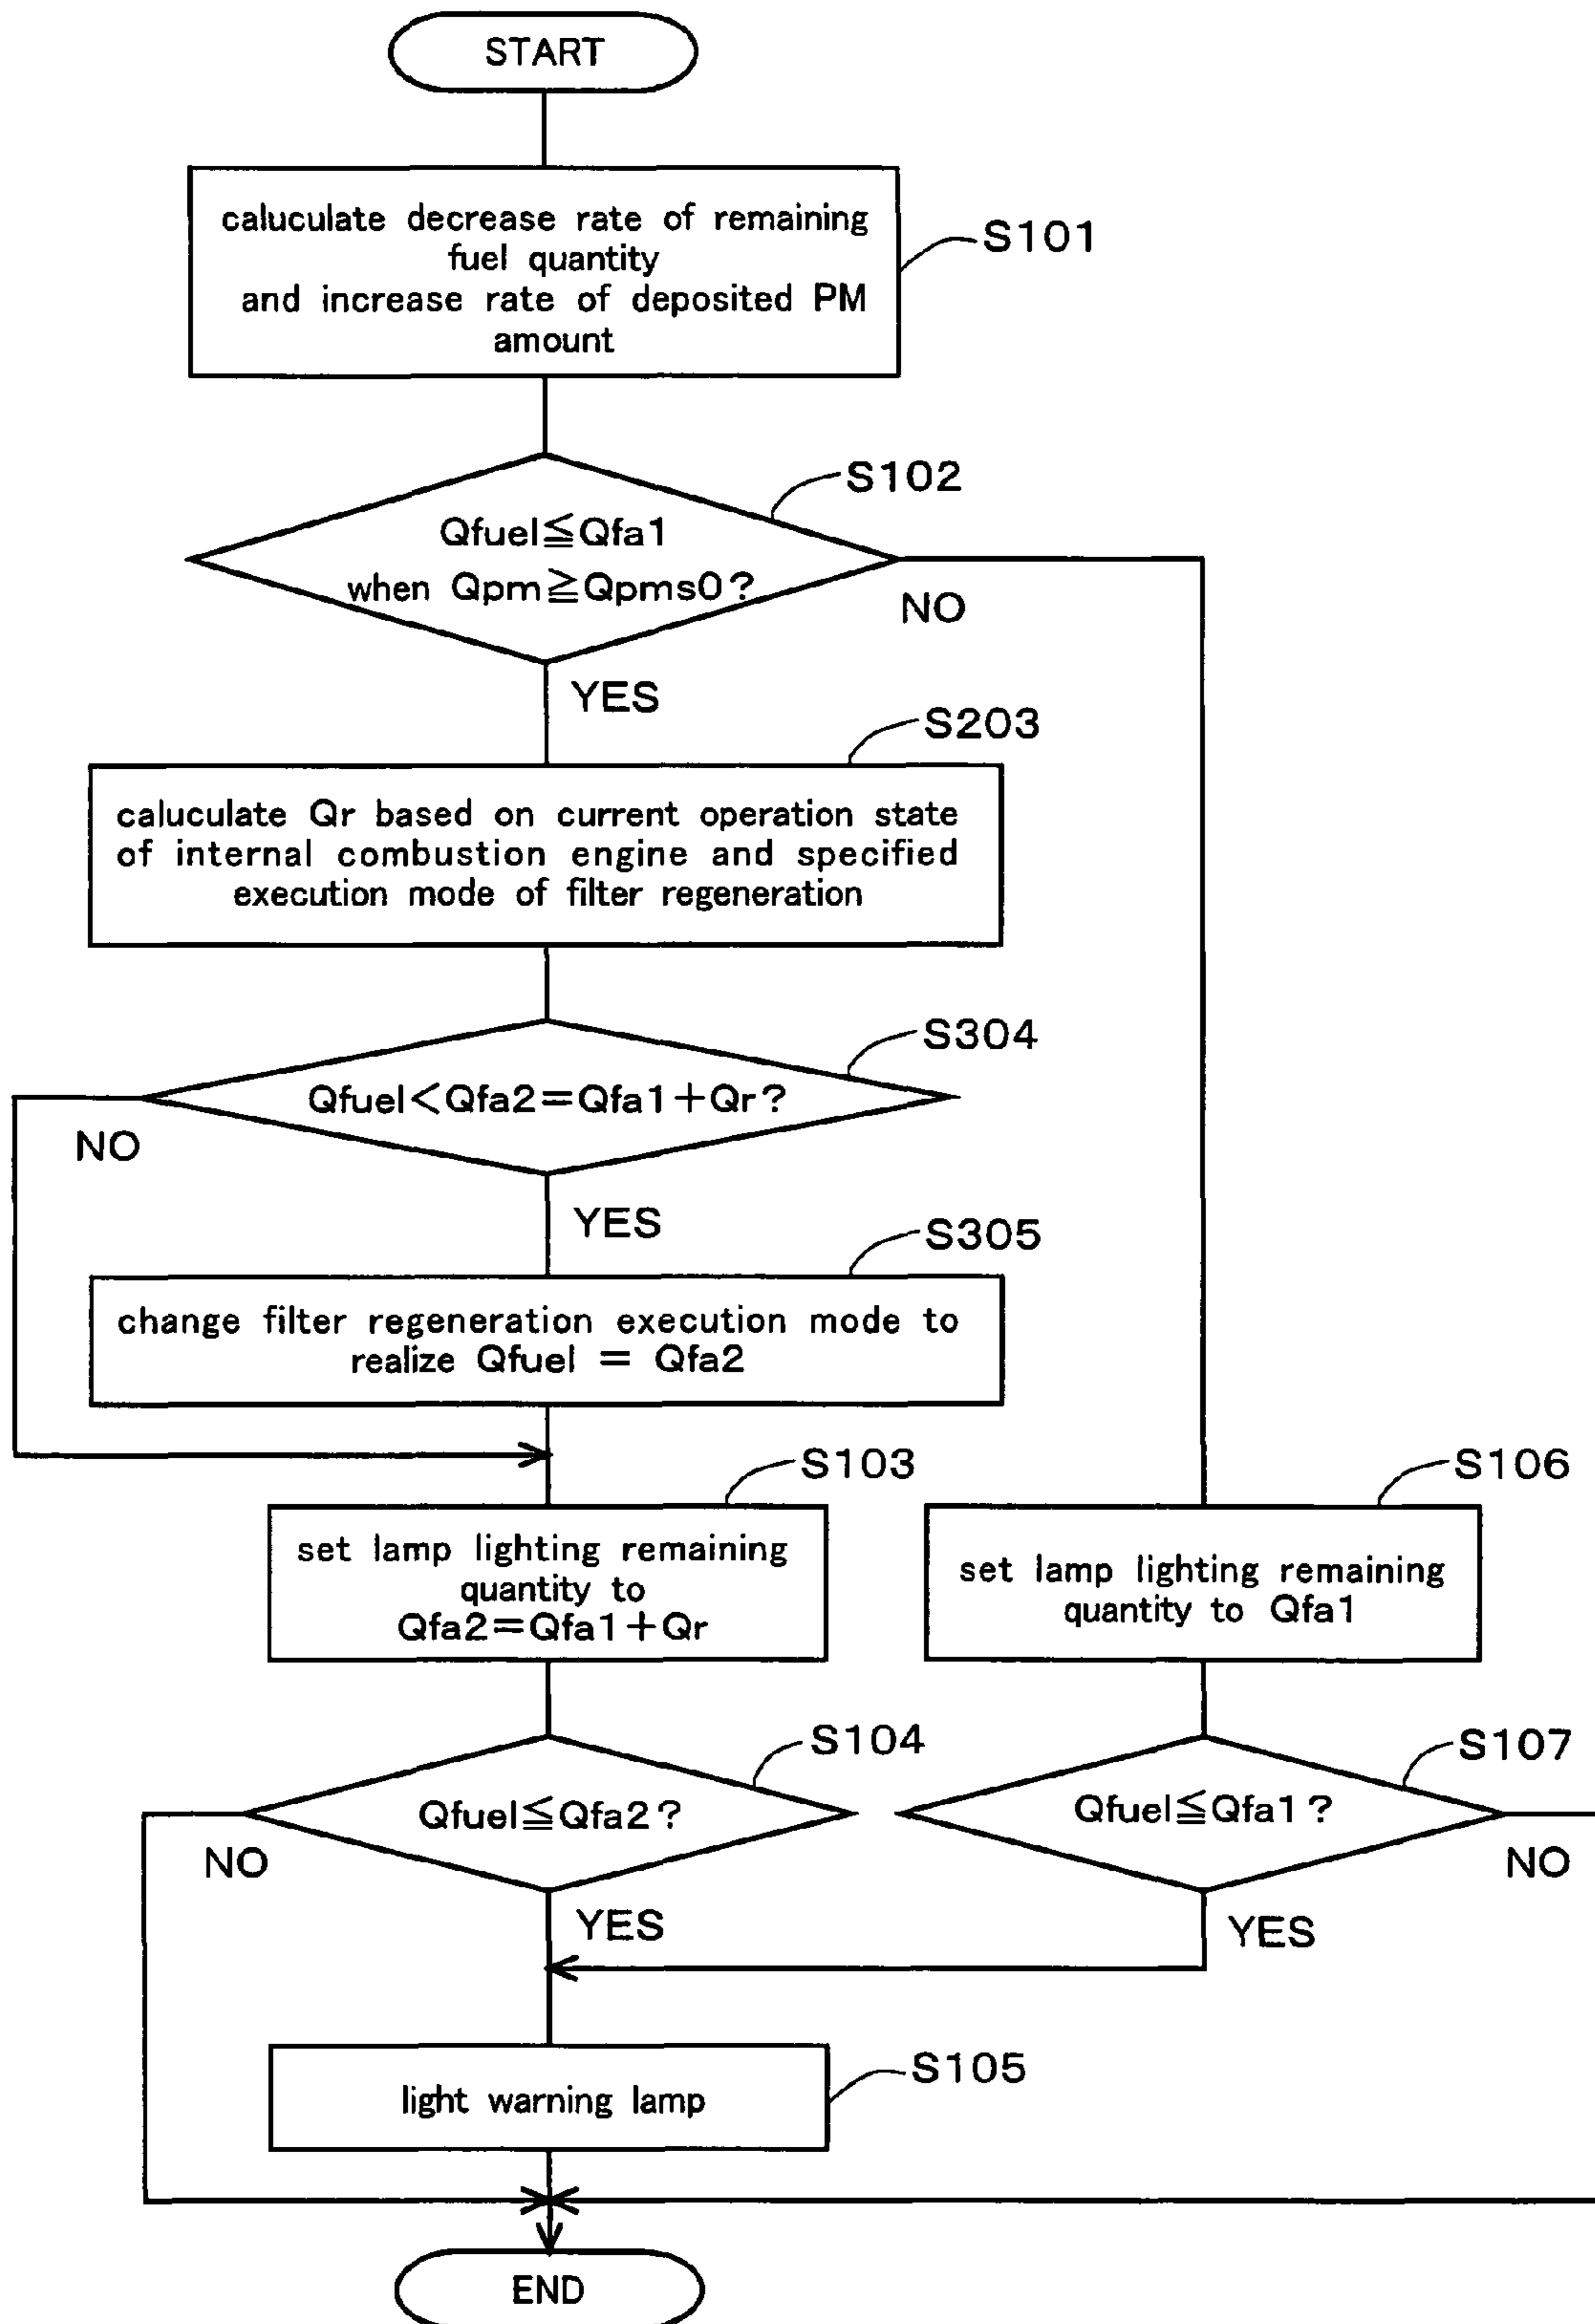 START
caluculate decrease rate of remaining
fuel quantity
and increase rate of deposited PM
amount
S101
S102
Qfuel≦Qfa1
when Qpm≧Qpms0?
NO
YES
S203
caluculate Qr based on current operation state
of internal combustion engine and specified
execution mode of filter regeneration
S304
Qfuel<Qfa2=Qfa1+Qr?
NO
YES
S305
change filter regeneration execution mode to
realize Qfuel = Qfa2
S103
set lamp lighting remaining
quantity to
Qfa2=Qfa1+Qr
S106
set lamp lighting remaining
quantity to Qfa1
S104
Qfuel≦Qfa2?
NO
YES
S107
Qfuel≦Qfa1?
NO
YES
S105
light warning lamp
END